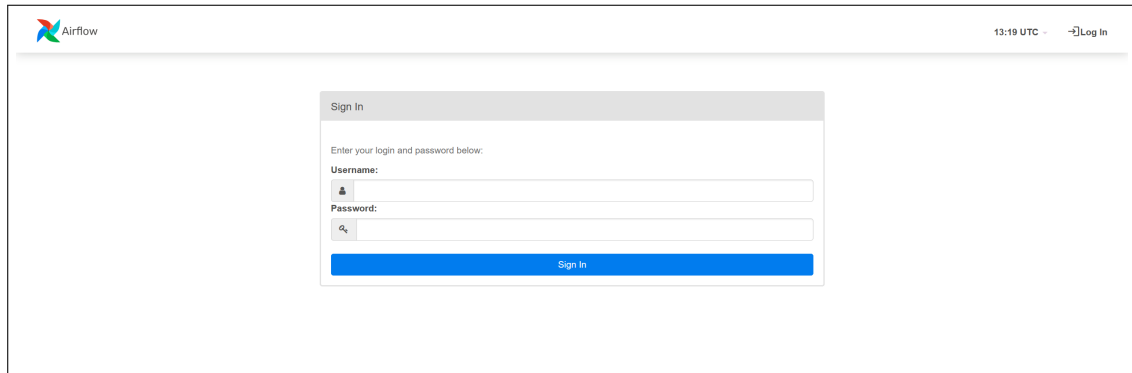 Airflow
13:19 UTC
Log In
Sign In
Enter your login and password below:
Username:
Password:
Sign In